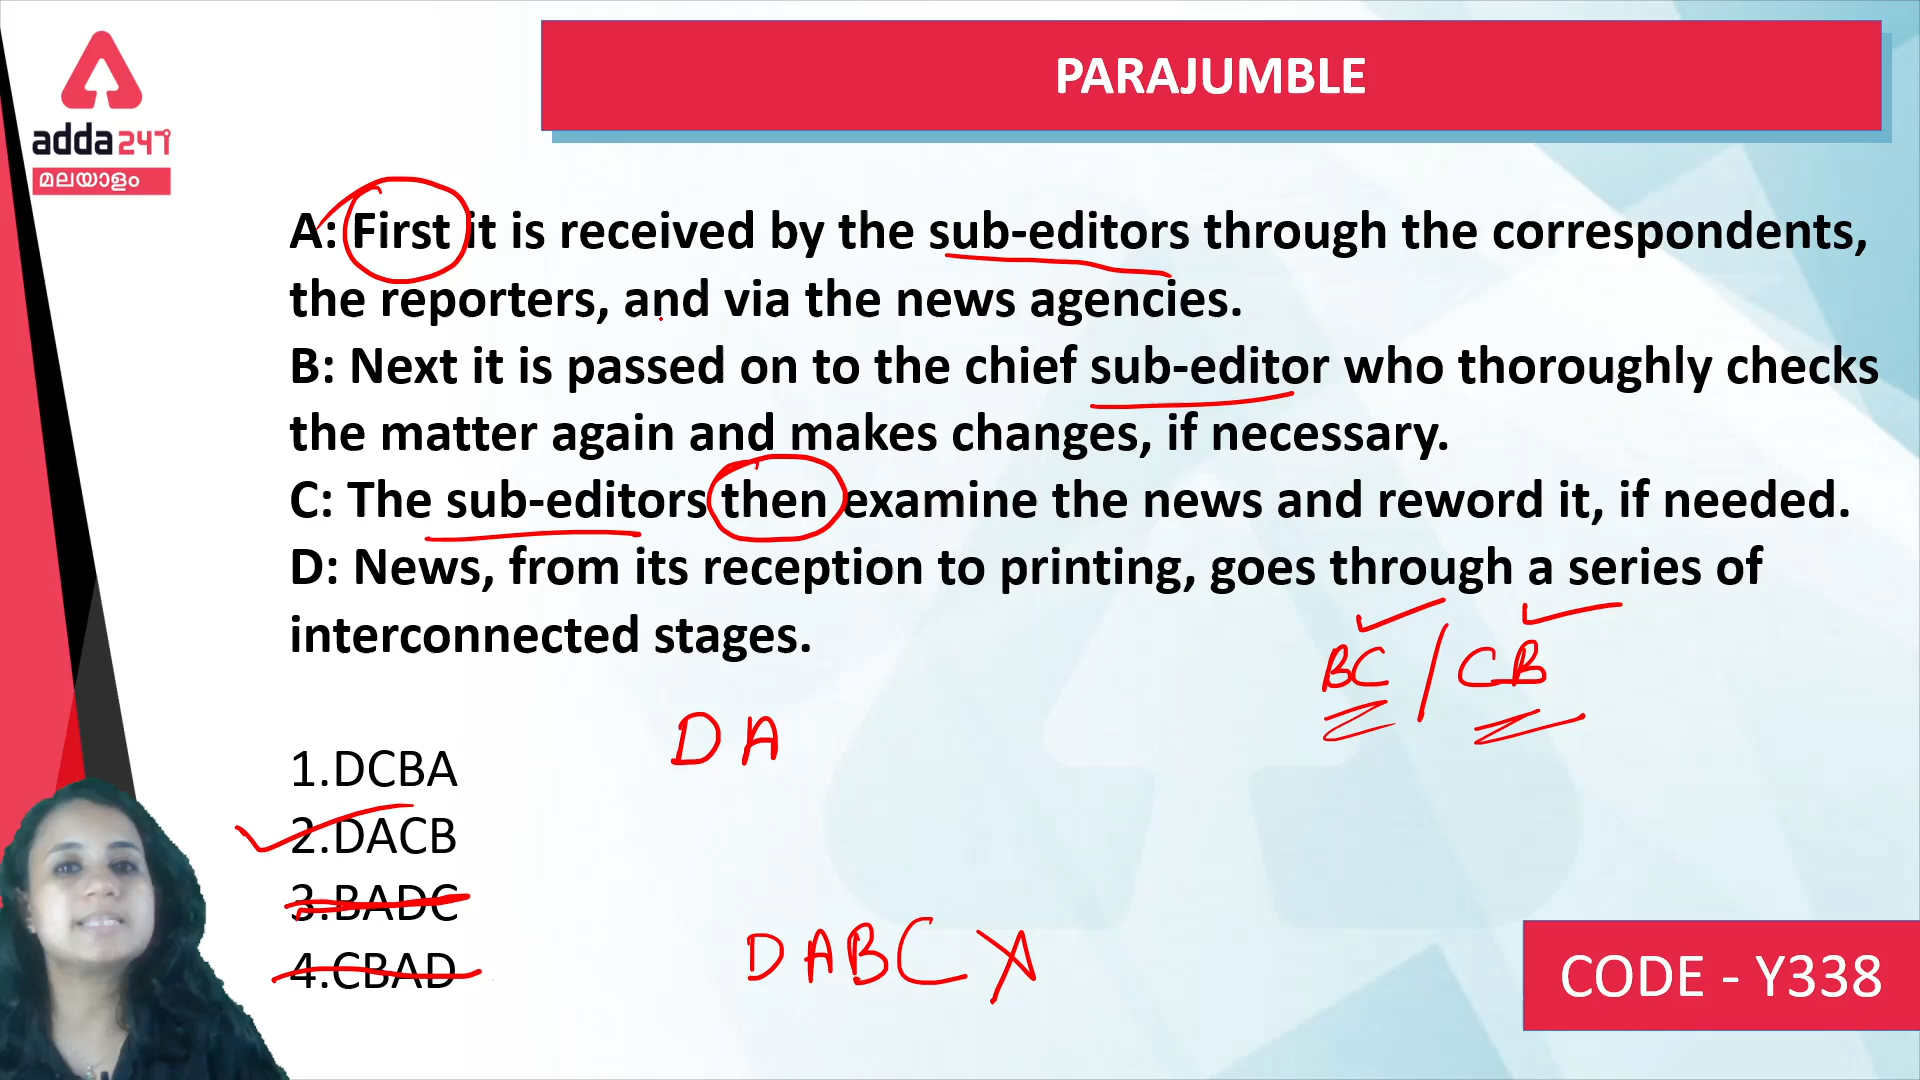 PARAJUMBLE
adda247
മലയാളം
A: First it is received by the sub-editors through the correspondents,
the reporters, and via the news agencies.
B: Next it is passed on to the chief sub-editor who thoroughly checks
the matter again and makes changes, if necessary.
C: The sub-editors then examine the news and reword it, if needed.
D: News, from its reception to printing, goes through a series of
interconnected stages.
BC / CB
DA
1.DCBA
2.DACB
3.BADC
4.CBAD
DABC
CODE - Y338